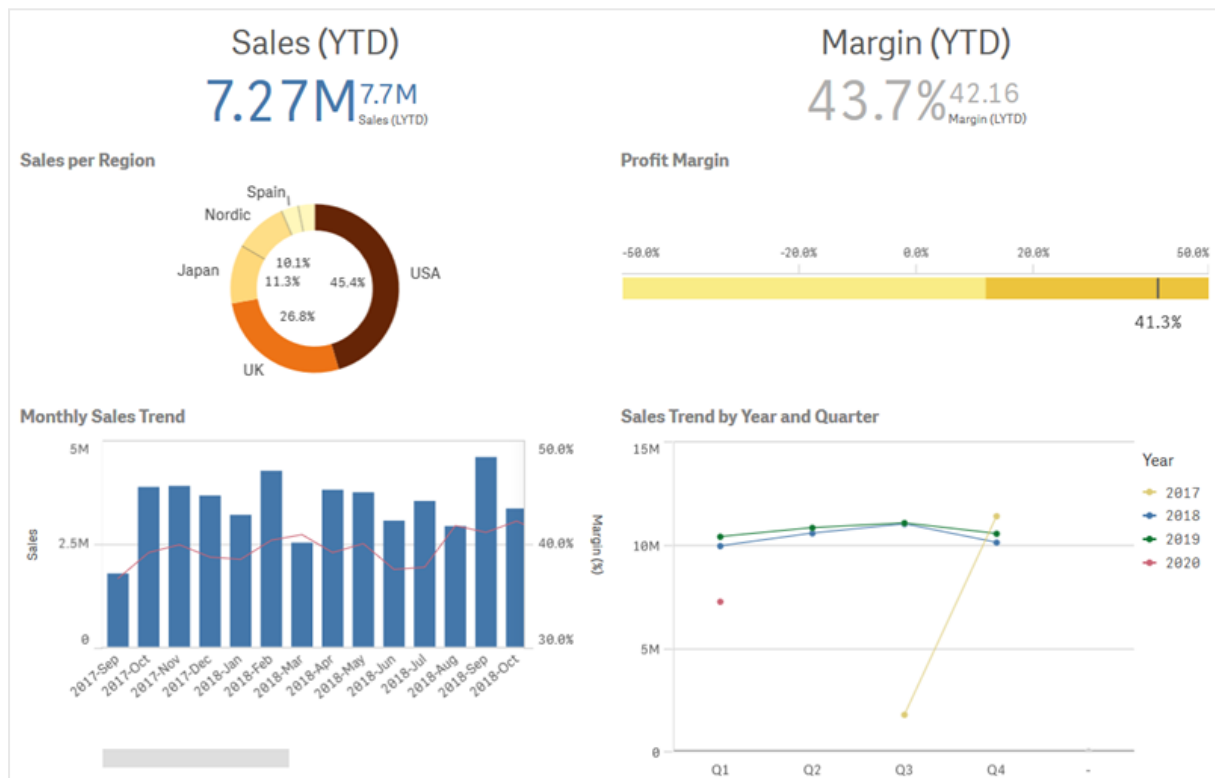 Sales (YTD)
7.27M 7.7M
Sales (LYTD)
Margin (YTD)
43.7% 42.16
Margin (LYTD)
Sales per Region
Spain
Nordic
Japan
USA
UK
10.1%
11.3%
45.4%
26.8%
Profit Margin
-50.0% -20.0% 0.0% 20.0% 50.0%
41.3%
Monthly Sales Trend
Sales
5M
2.5M
0
50.0%
40.0%
30.0%
Margin (%)
2017-Sep
2017-Oct
2017-Nov
2017-Dec
2018-Jan
2018-Feb
2018-Mar
2018-Apr
2018-May
2018-Jun
2018-Jul
2018-Aug
2018-Sep
2018-Oct
Sales Trend by Year and Quarter
15M
10M
5M
0
Q1 Q2 Q3 Q4 -
Year
2017
2018
2019
2020